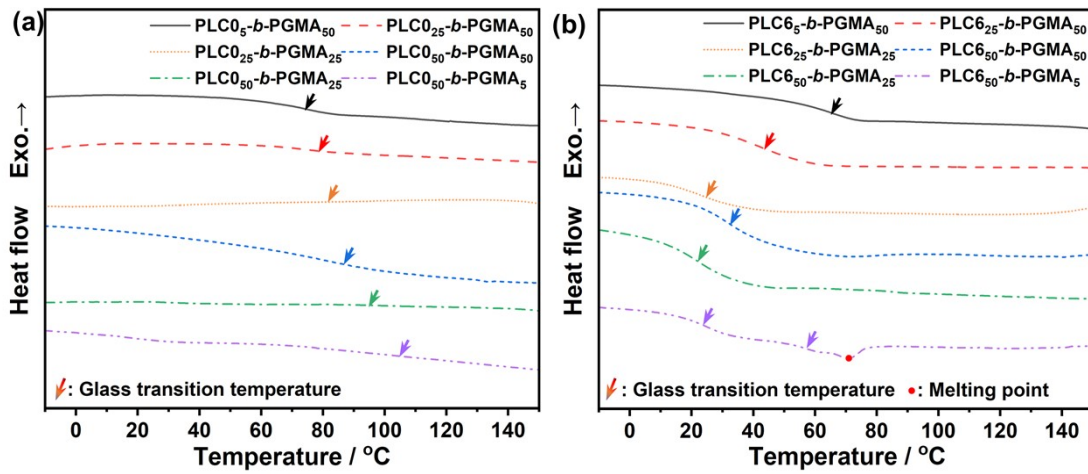 (a)
PLC0₅-b-PGMA₅₀ PLC0₂₅-b-PGMA₅₀
PLC0₂₅-b-PGMA₂₅ PLC0₅₀-b-PGMA₅₀
PLC0₅₀-b-PGMA₂₅ PLC0₅₀-b-PGMA₅
Heat flow Exo.→
: Glass transition temperature
0 20 40 60 80 100 120 140
Temperature / °C
(b)
PLC6₅-b-PGMA₅₀ PLC6₂₅-b-PGMA₅₀
PLC6₂₅-b-PGMA₂₅ PLC6₅₀-b-PGMA₅₀
PLC6₅₀-b-PGMA₂₅ PLC6₅₀-b-PGMA₅
Heat flow Exo.→
: Glass transition temperature : Melting point
0 20 40 60 80 100 120 140
Temperature / °C